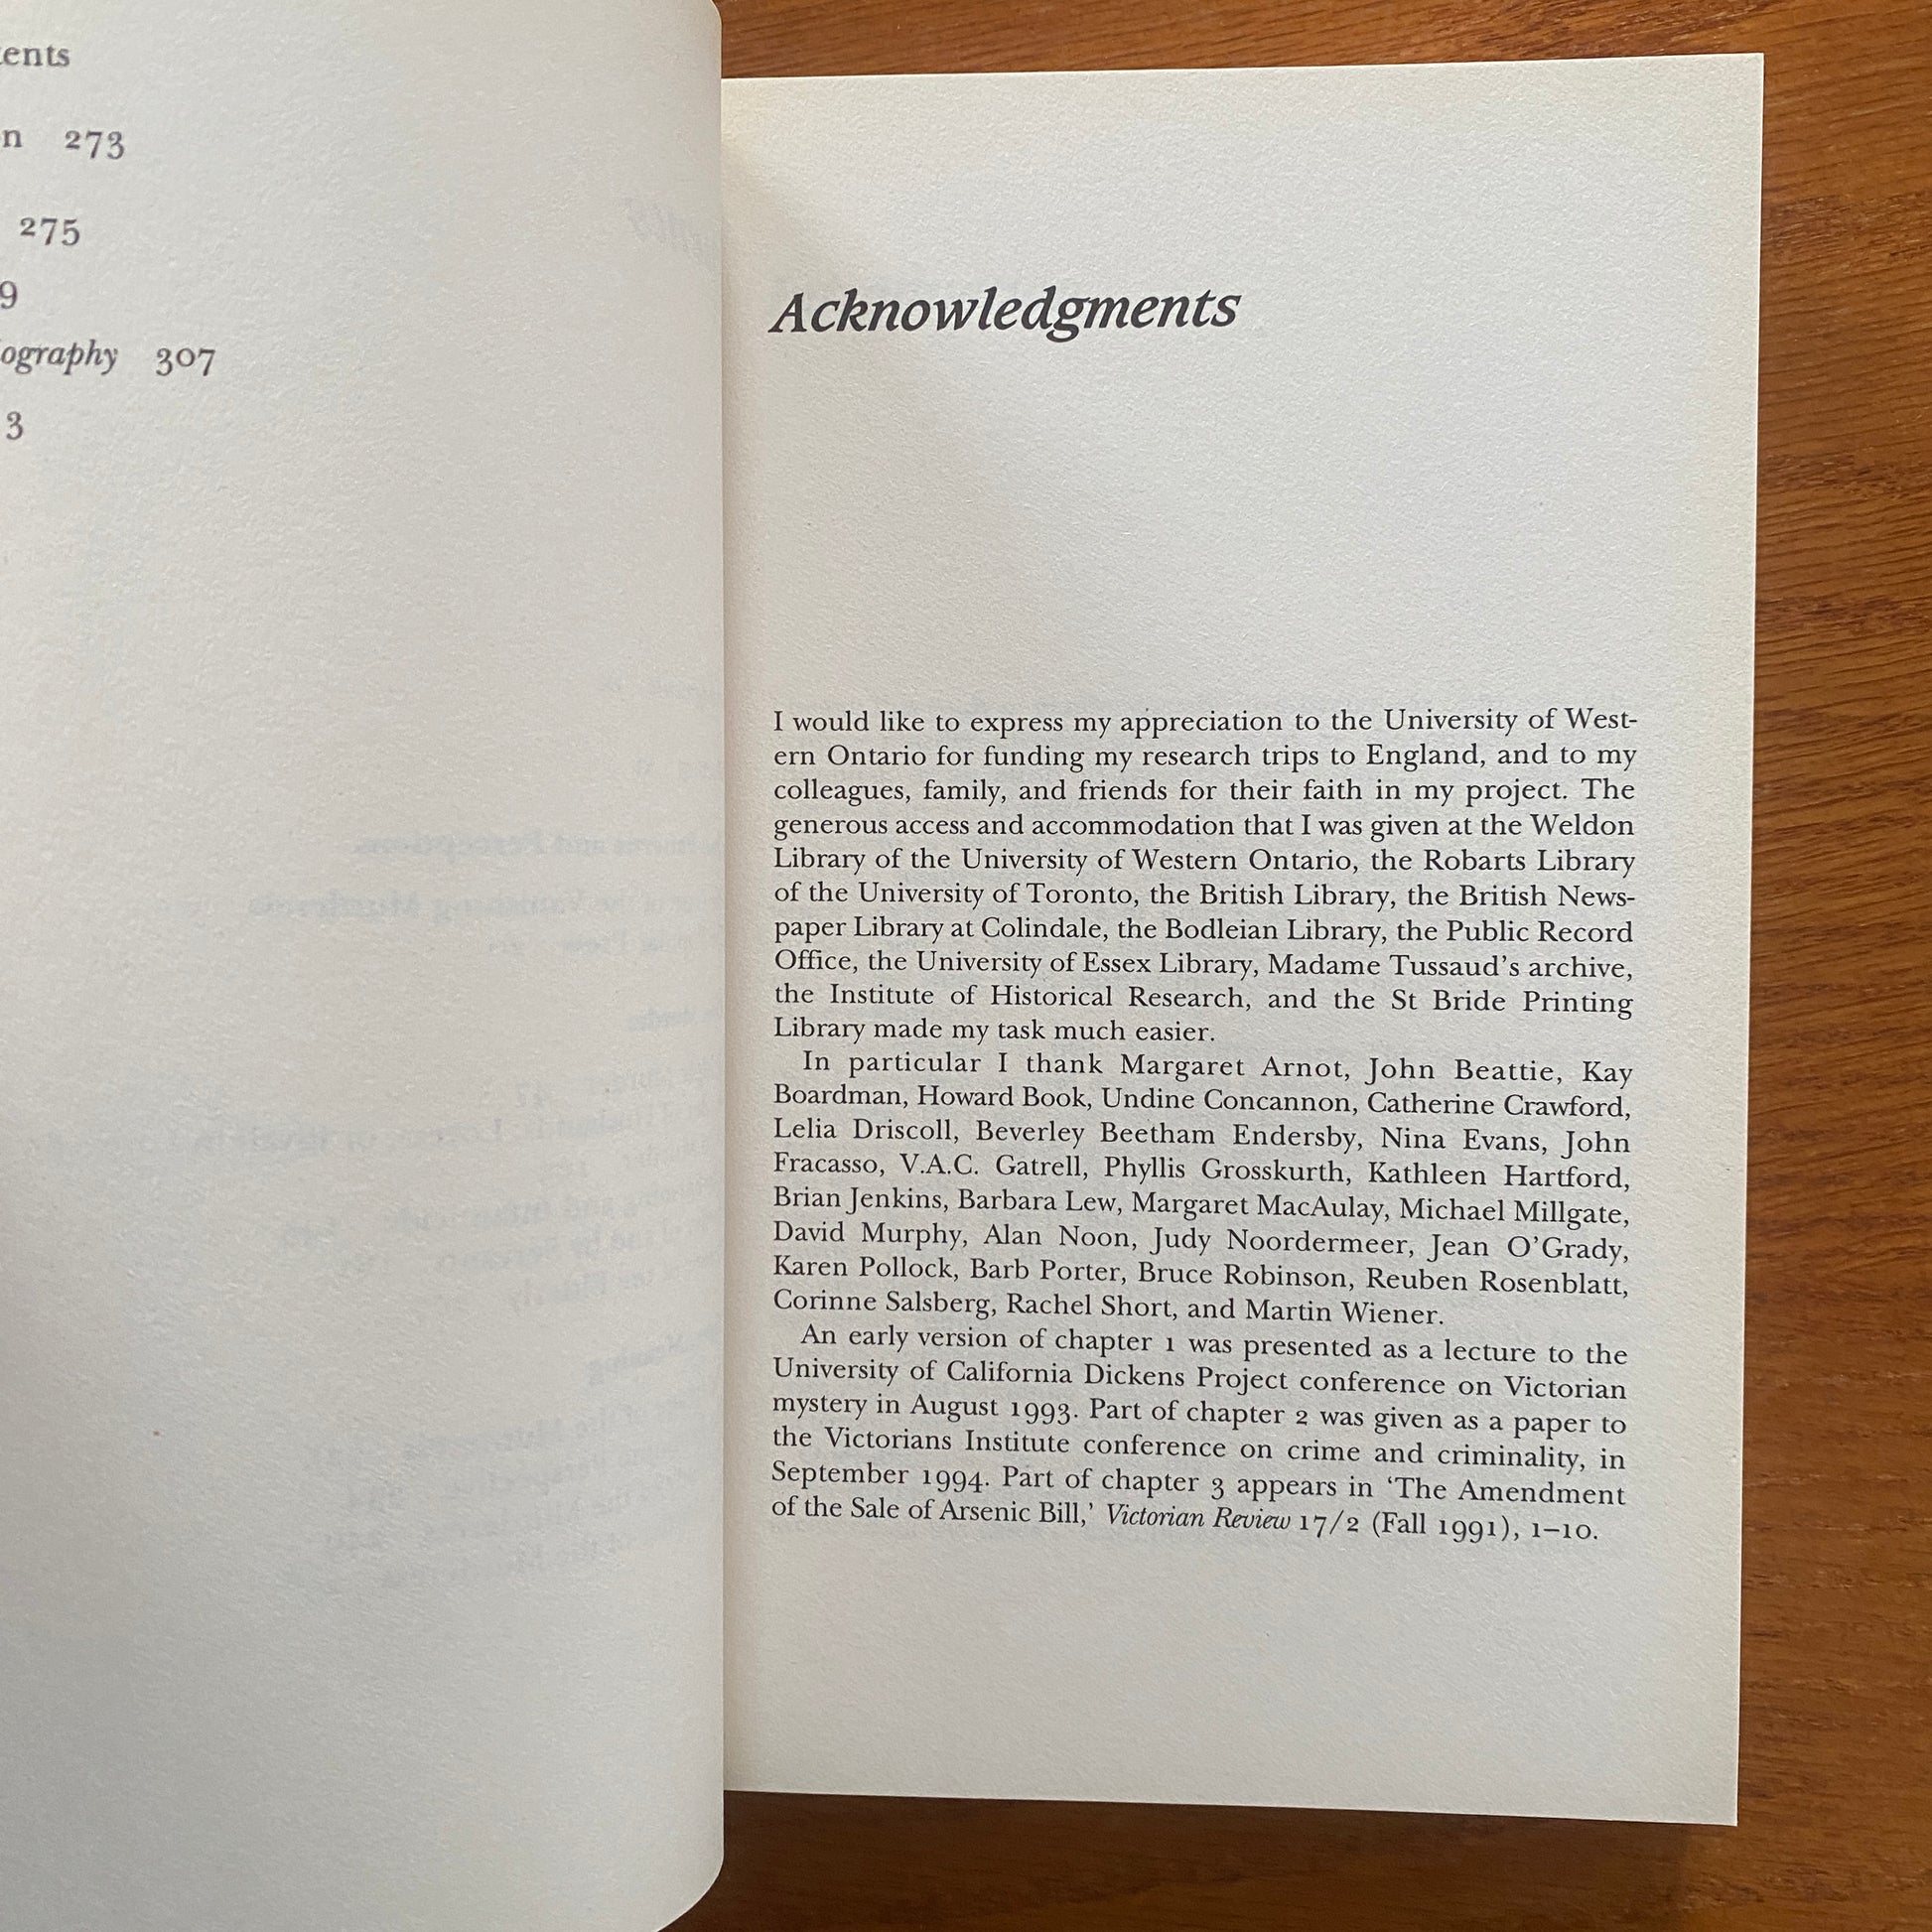 273
275
9
ography 307
3
Acknowledgments
I would like to express my appreciation to the University of West-
ern Ontario for funding my research trips to England, and to my
colleagues, family, and friends for their faith in my project. The
generous access and accommodation that I was given at the Weldon
Library of the University of Western Ontario, the Robarts Library
of the University of Toronto, the British Library, the British News-
paper Library at Colindale, the Bodleian Library, the Public Record
Office, the University of Essex Library, Madame Tussaud's archive,
the Institute of Historical Research, and the St Bride Printing
Library made my task much easier.
In particular I thank Margaret Arnot, John Beattie, Kay
Boardman, Howard Book, Undine Concannon, Catherine Crawford,
Lelia Driscoll, Beverley Beetham Endersby, Nina Evans, John
Fracasso, V.A.C. Gatrell, Phyllis Grosskurth, Kathleen Hartford,
Brian Jenkins, Barbara Lew, Margaret MacAulay, Michael Millgate,
David Murphy, Alan Noon, Judy Noordermeer, Jean O'Grady,
Karen Pollock, Barb Porter, Bruce Robinson, Reuben Rosenblatt,
Corinne Salsberg, Rachel Short, and Martin Wiener.
An early version of chapter 1 was presented as a lecture to the
University of California Dickens Project conference on Victorian
mystery in August 1993. Part of chapter 2 was given as a paper to
the Victorians Institute conference on crime and criminality, in
September 1994. Part of chapter 3 appears in 'The Amendment
of the Sale of Arsenic Bill,' Victorian Review 17/2 (Fall 1991), 1–10.